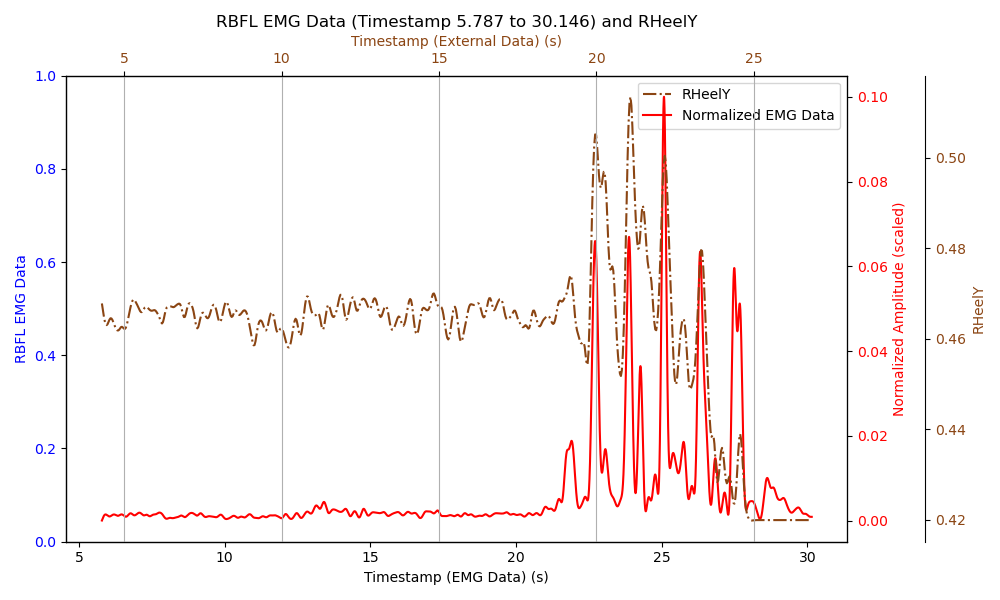 RBFL EMG Data (Timestamp 5.787 to 30.146) and RHeelY
Timestamp (External Data) (s)
5 10 15 20 25
1.0
0.8
0.6
0.4
0.2
0.0
RBFL EMG Data
RHeelY
Normalized EMG Data
0.10
0.08
0.06
0.04
0.02
0.00
Normalized Amplitude (scaled)
0.50
0.48
0.46
0.44
0.42
RHeelY
5 10 15 20 25 30
Timestamp (EMG Data) (s)